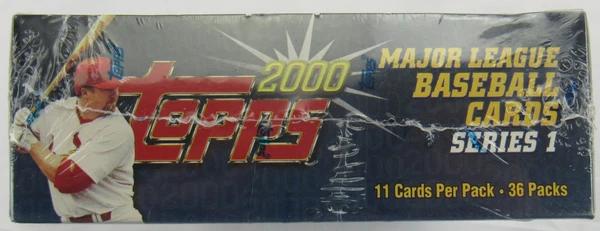 2000
Topps
MAJOR LEAGUE
BASEBALL
CARDS
SERIES 1
11 Cards Per Pack • 36 Packs